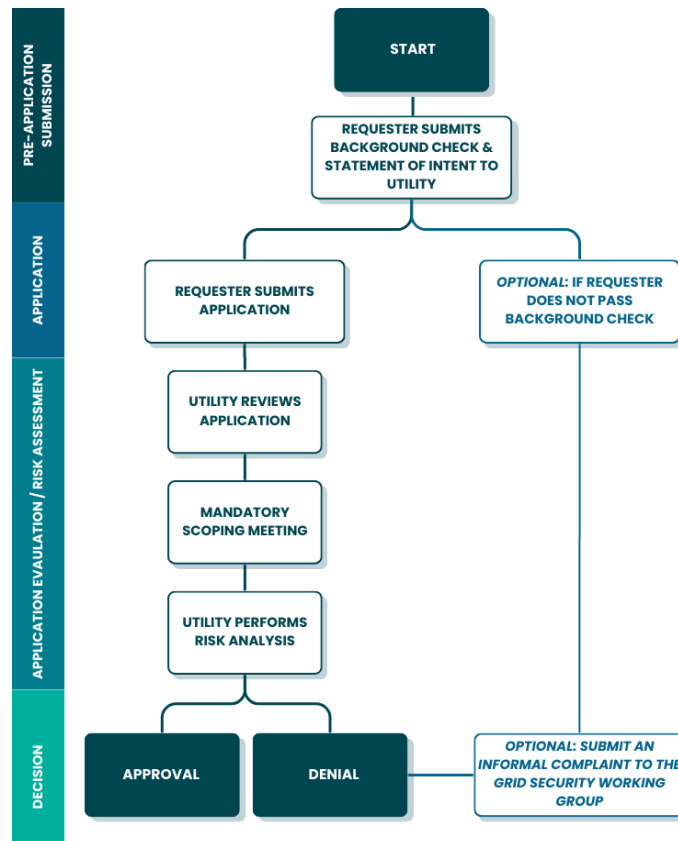 PRE-APPLICATION
SUBMISSION
START
REQUESTER SUBMITS
BACKGROUND CHECK &
STATEMENT OF INTENT TO
UTILITY
APPLICATION
REQUESTER SUBMITS
APPLICATION
OPTIONAL: IF REQUESTER
DOES NOT PASS
BACKGROUND CHECK
APPLICATION EVAULATION / RISK ASSESSMENT
UTILITY REVIEWS
APPLICATION
MANDATORY
SCOPING MEETING
UTILITY PERFORMS
RISK ANALYSIS
DECISION
APPROVAL
DENIAL
OPTIONAL: SUBMIT AN
INFORMAL COMPLAINT TO THE
GRID SECURITY WORKING
GROUP